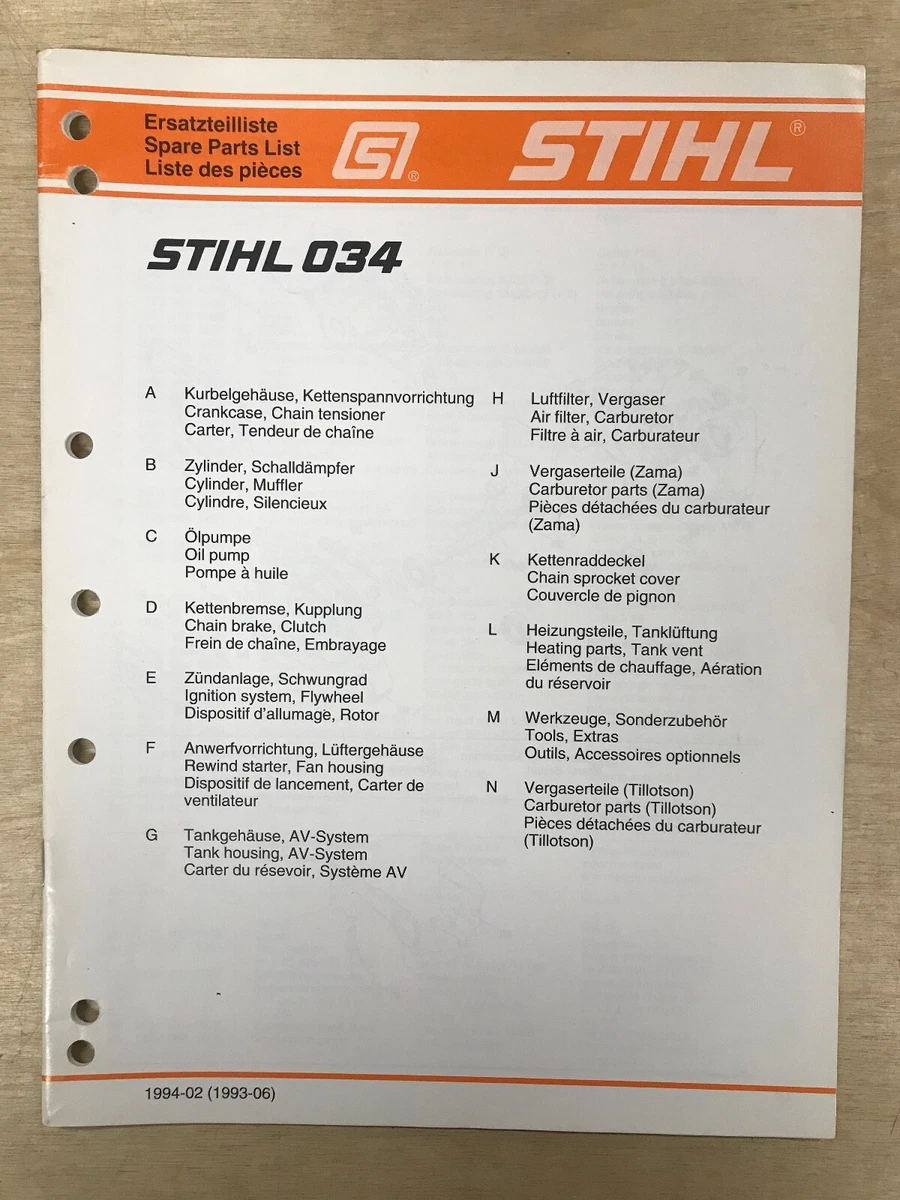 Ersatzteilliste
Spare Parts List
Liste des pièces
S ®
STIHL®
STIHL 034
A Kurbelgehäuse, Kettenspannvorrichtung
Crankcase, Chain tensioner
Carter, Tendeur de chaîne
B Zylinder, Schalldämpfer
Cylinder, Muffler
Cylindre, Silencieux
C Ölpumpe
Oil pump
Pompe à huile
D Kettenbremse, Kupplung
Chain brake, Clutch
Frein de chaîne, Embrayage
E Zündanlage, Schwungrad
Ignition system, Flywheel
Dispositif d'allumage, Rotor
F Anwerfvorrichtung, Lüftergehäuse
Rewind starter, Fan housing
Dispositif de lancement, Carter de
ventilateur
G Tankgehäuse, AV-System
Tank housing, AV-System
Carter du résevoir, Système AV
H Luftfilter, Vergaser
Air filter, Carburetor
Filtre à air, Carburateur
J Vergaserteile (Zama)
Carburetor parts (Zama)
Pièces détachées du carburateur
(Zama)
K Kettenraddeckel
Chain sprocket cover
Couvercle de pignon
L Heizungsteile, Tanklüftung
Heating parts, Tank vent
Eléments de chauffage, Aération
du réservoir
M Werkzeuge, Sonderzubehör
Tools, Extras
Outils, Accessoires optionnels
N Vergaserteile (Tillotson)
Carburetor parts (Tillotson)
Pièces détachées du carburateur
(Tillotson)
1994-02 (1993-06)